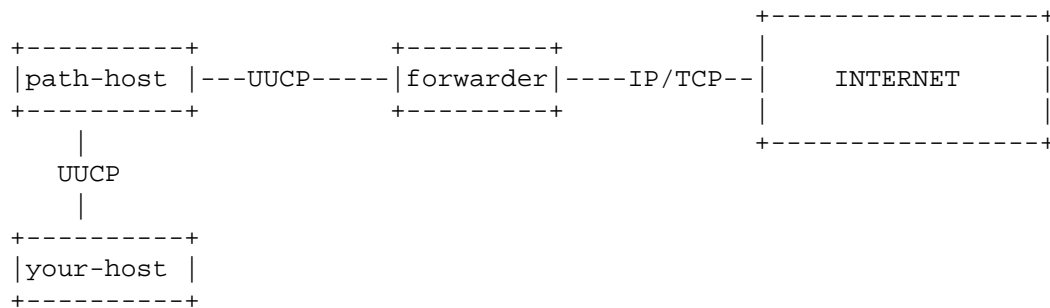 +-----------------+
+----------+            +---------+            |                 |
|path-host |---UUCP-----|forwarder|----IP/TCP--|    INTERNET     |
+----------+            +---------+            |                 |
    |                                          +-----------------+
   UUCP
    |
+----------+
|your-host |
+----------+